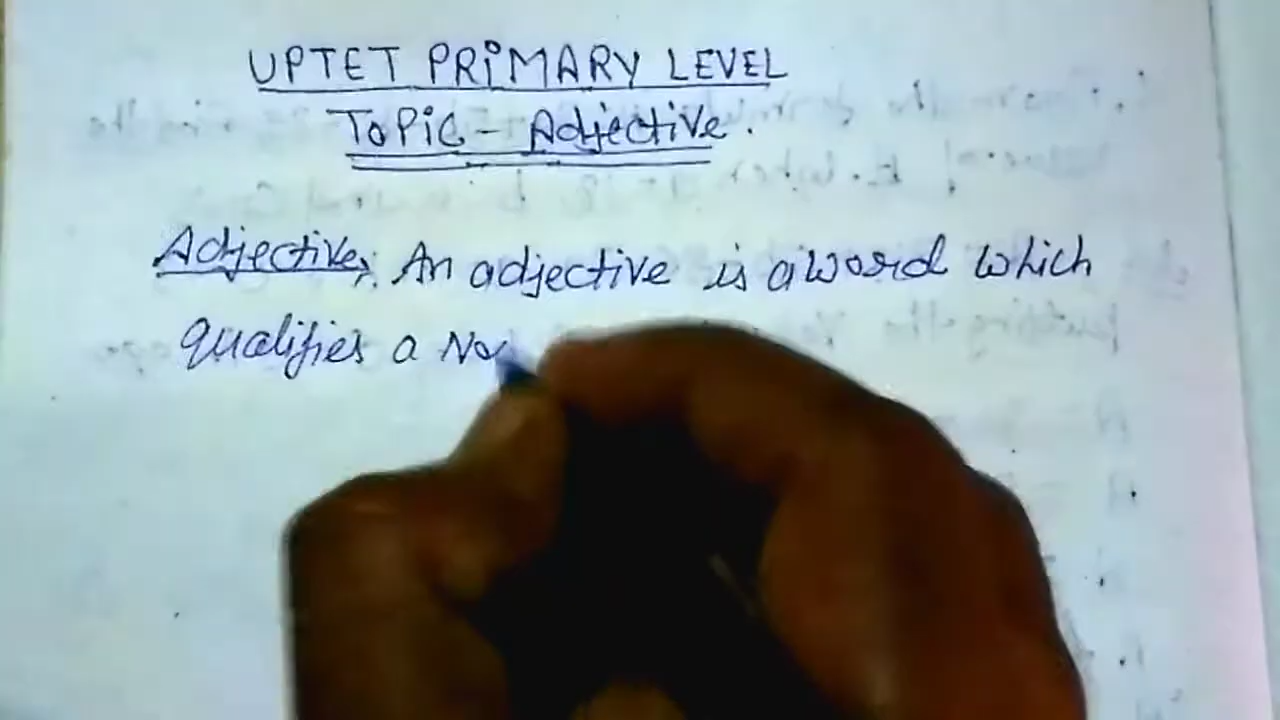 UPTET PRiMARY LEVEL
ToPiC - Adjective.
Adjective: An adjective is a word which
qualifies a No